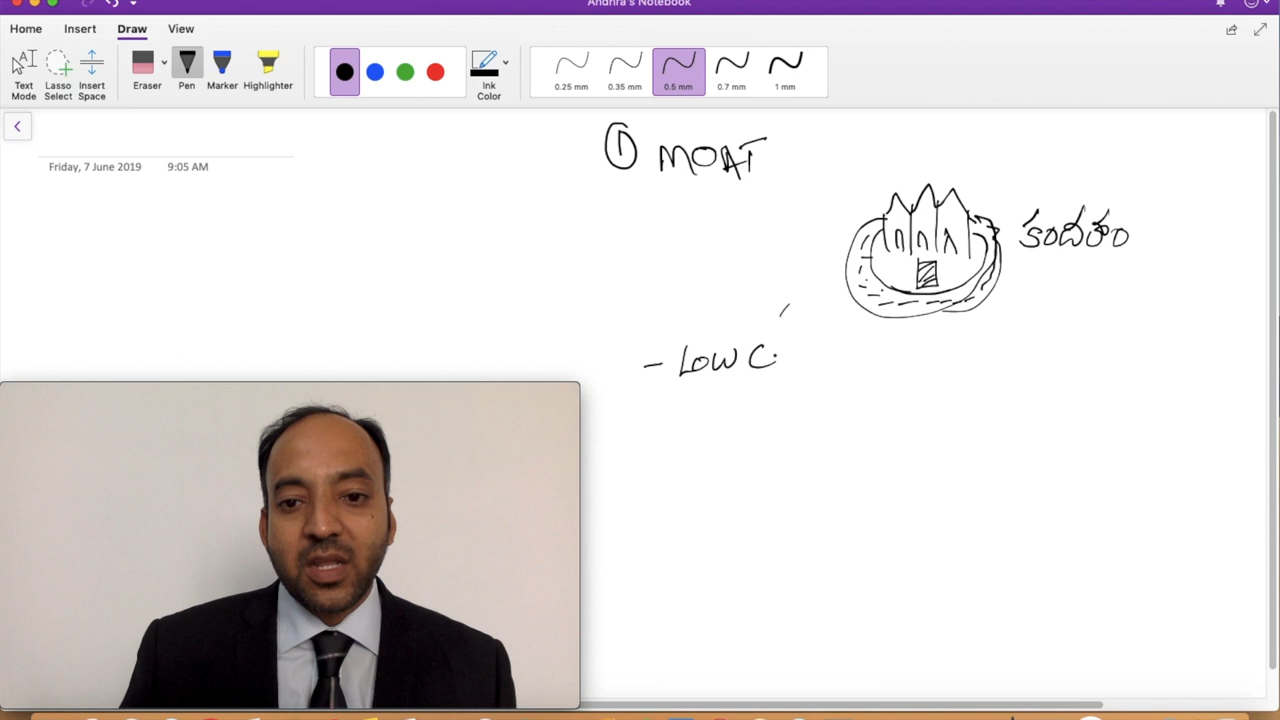 Andhra's Notebook
Home Insert Draw View
Text Mode
Lasso Select
Insert Space
Eraser
Pen
Marker
Highlighter
Ink Color
0.25 mm
0.35 mm
0.5 mm
0.7 mm
1 mm
Friday, 7 June 2019 9:05 AM
① MOAT
కందకం
- LOW C